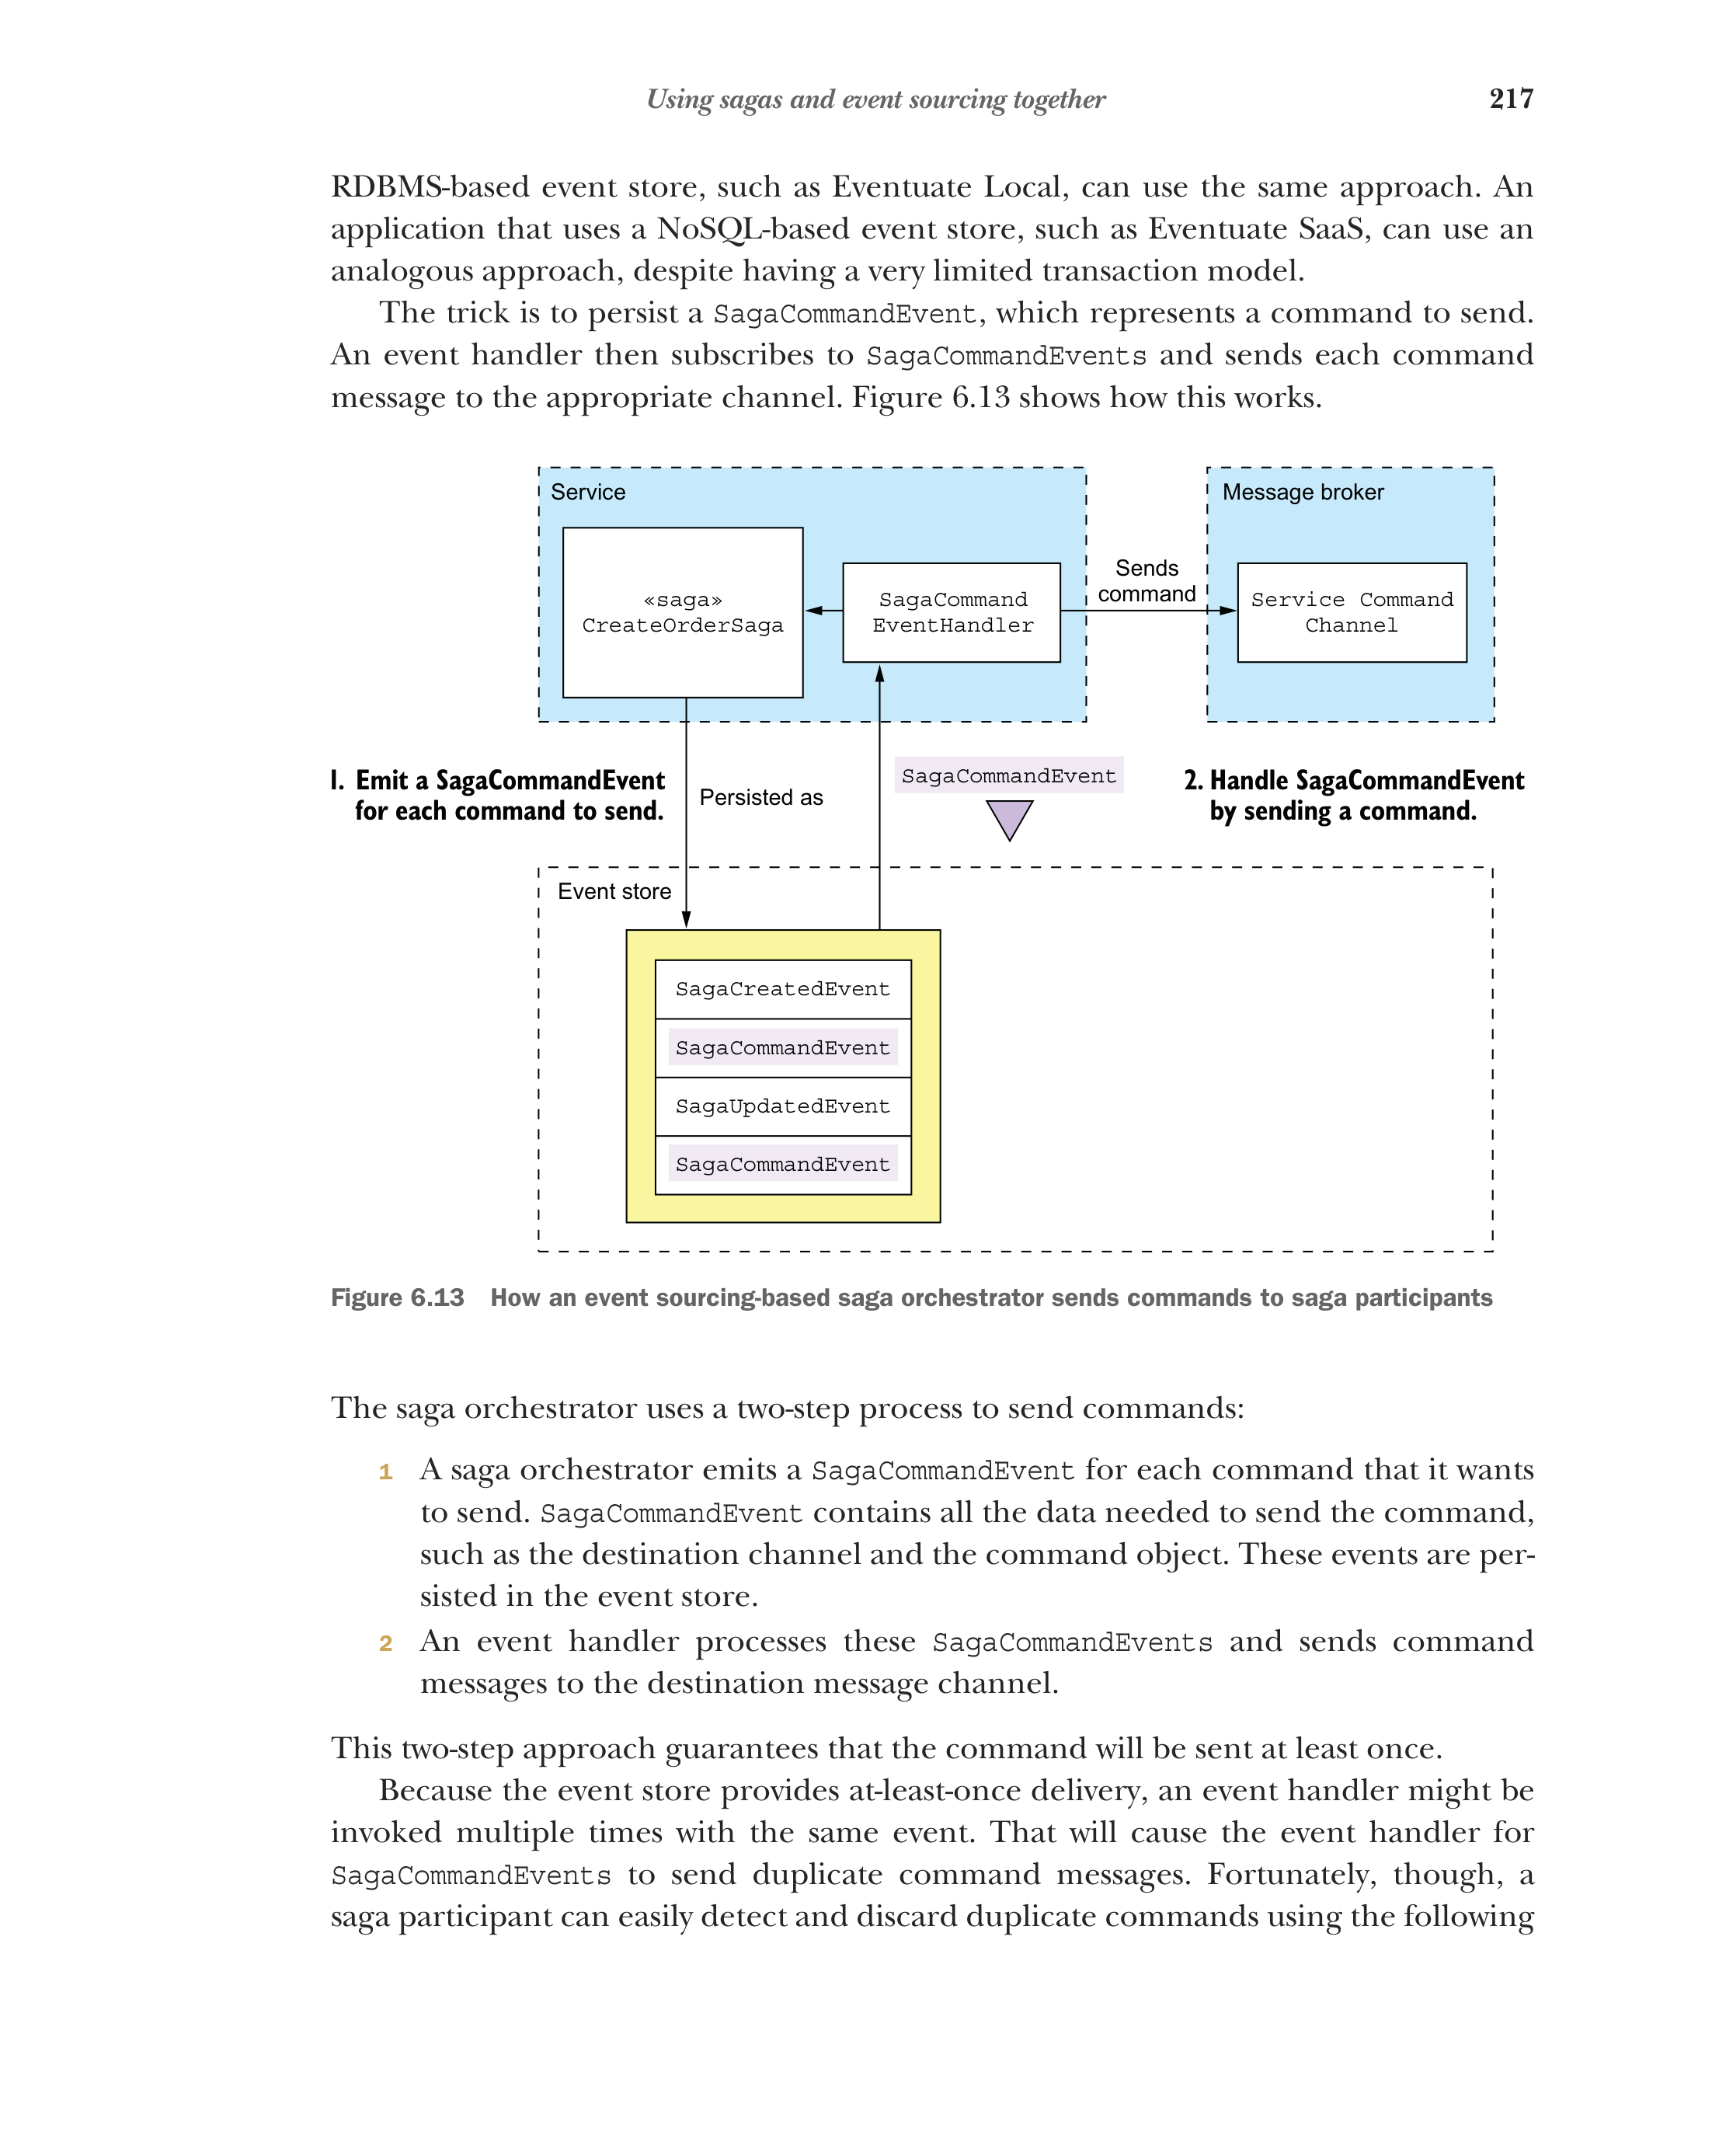 Using sagas and event sourcing together
217
RDBMS-based event store, such as Eventuate Local, can use the same approach. An
application that uses a NoSQL-based event store, such as Eventuate SaaS, can use an
analogous approach, despite having a very limited transaction model.
The trick is to persist a SagaCommandEvent, which represents a command to send.
An event handler then subscribes to SagaCommandEvents and sends each command
message to the appropriate channel. Figure 6.13 shows how this works.
Service
Message broker
«saga»
CreateOrderSaga
SagaCommand
EventHandler
Sends
command
Service Command
Channel
1. Emit a SagaCommandEvent
for each command to send.
Persisted as
SagaCommandEvent
2. Handle SagaCommandEvent
by sending a command.
Event store
SagaCreatedEvent
SagaCommandEvent
SagaUpdatedEvent
SagaCommandEvent
Figure 6.13 How an event sourcing-based saga orchestrator sends commands to saga participants
The saga orchestrator uses a two-step process to send commands:
1 A saga orchestrator emits a SagaCommandEvent for each command that it wants
to send. SagaCommandEvent contains all the data needed to send the command,
such as the destination channel and the command object. These events are per-
sisted in the event store.
2 An event handler processes these SagaCommandEvents and sends command
messages to the destination message channel.
This two-step approach guarantees that the command will be sent at least once.
Because the event store provides at-least-once delivery, an event handler might be
invoked multiple times with the same event. That will cause the event handler for
SagaCommandEvents to send duplicate command messages. Fortunately, though, a
saga participant can easily detect and discard duplicate commands using the following